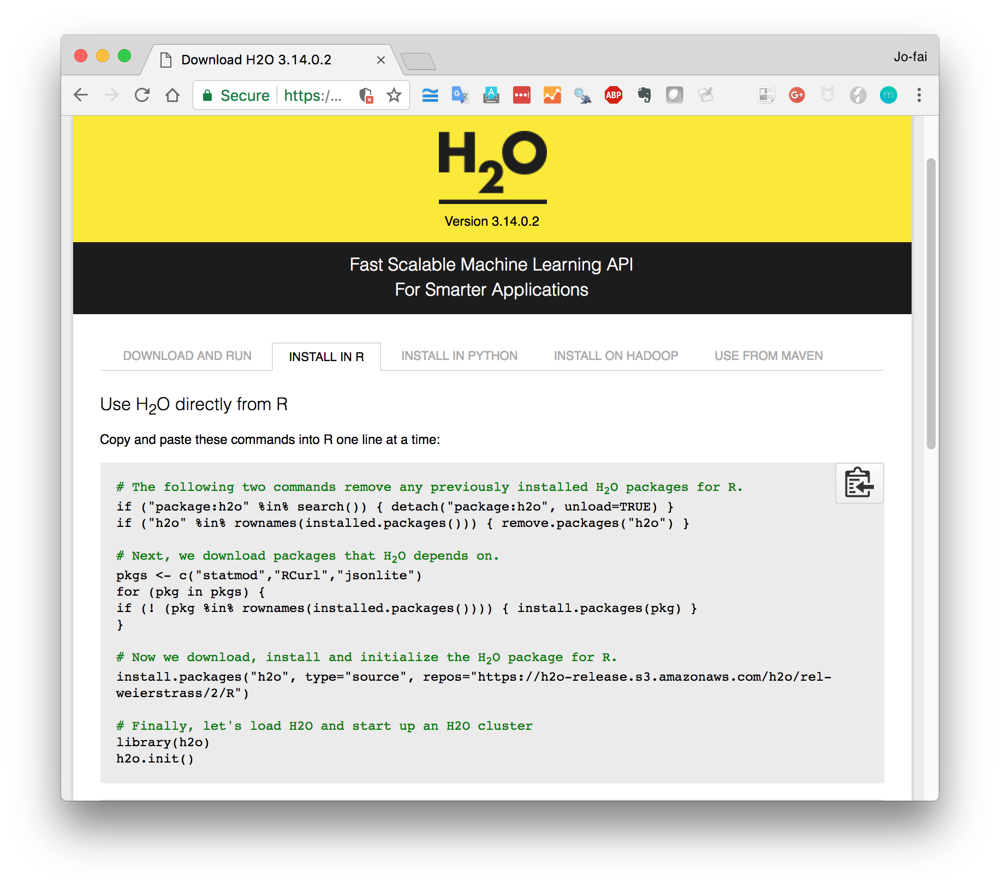 Download H2O 3.14.0.2
Jo-fai
Secure https:/...
G
A
ABP
G+
m
H2O
Version 3.14.0.2
Fast Scalable Machine Learning API
For Smarter Applications
DOWNLOAD AND RUN INSTALL IN R INSTALL IN PYTHON INSTALL ON HADOOP USE FROM MAVEN
Use H2O directly from R
Copy and paste these commands into R one line at a time:
# The following two commands remove any previously installed H2O packages for R.
if ("package:h2o" %in% search()) { detach("package:h2o", unload=TRUE) }
if ("h2o" %in% rownames(installed.packages())) { remove.packages("h2o") }
# Next, we download packages that H2O depends on.
pkgs <- c("statmod","RCurl","jsonlite")
for (pkg in pkgs) {
if (! (pkg %in% rownames(installed.packages()))) { install.packages(pkg) }
}
# Now we download, install and initialize the H2O package for R.
install.packages("h2o", type="source", repos="https://h2o-release.s3.amazonaws.com/h2o/rel-
weierstrass/2/R")
# Finally, let's load H2O and start up an H2O cluster
library(h2o)
h2o.init()